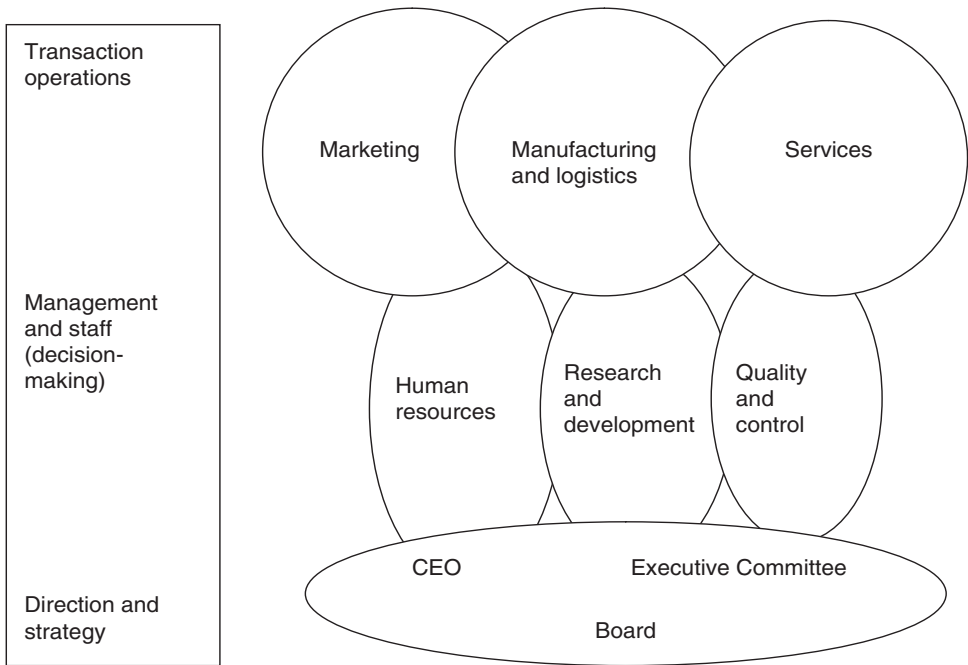 Transaction
operations
Marketing
Manufacturing
and logistics
Services
Management
and staff
(decision-
making)
Human
resources
Research
and
development
Quality
and
control
Direction and
strategy
CEO
Executive Committee
Board